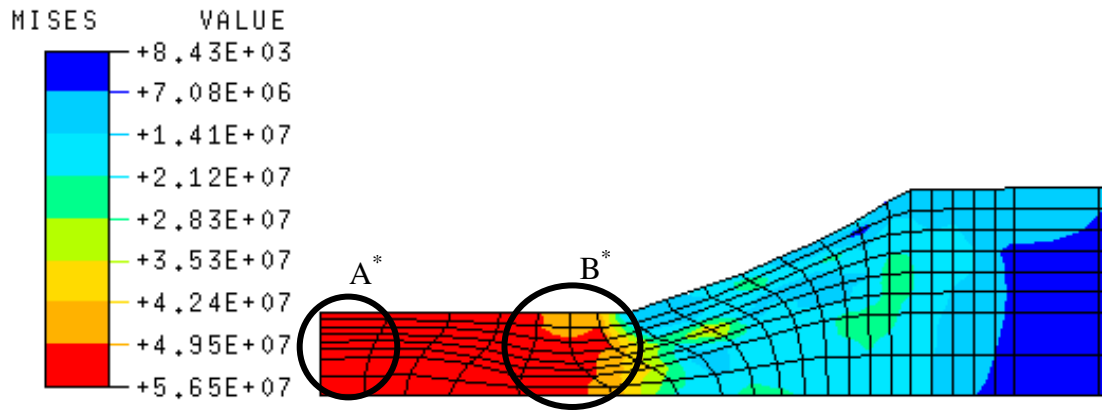 MISES VALUE
+8.43E+03
+7.08E+06
+1.41E+07
+2.12E+07
+2.83E+07
+3.53E+07
+4.24E+07
+4.95E+07
+5.65E+07
A*
B*